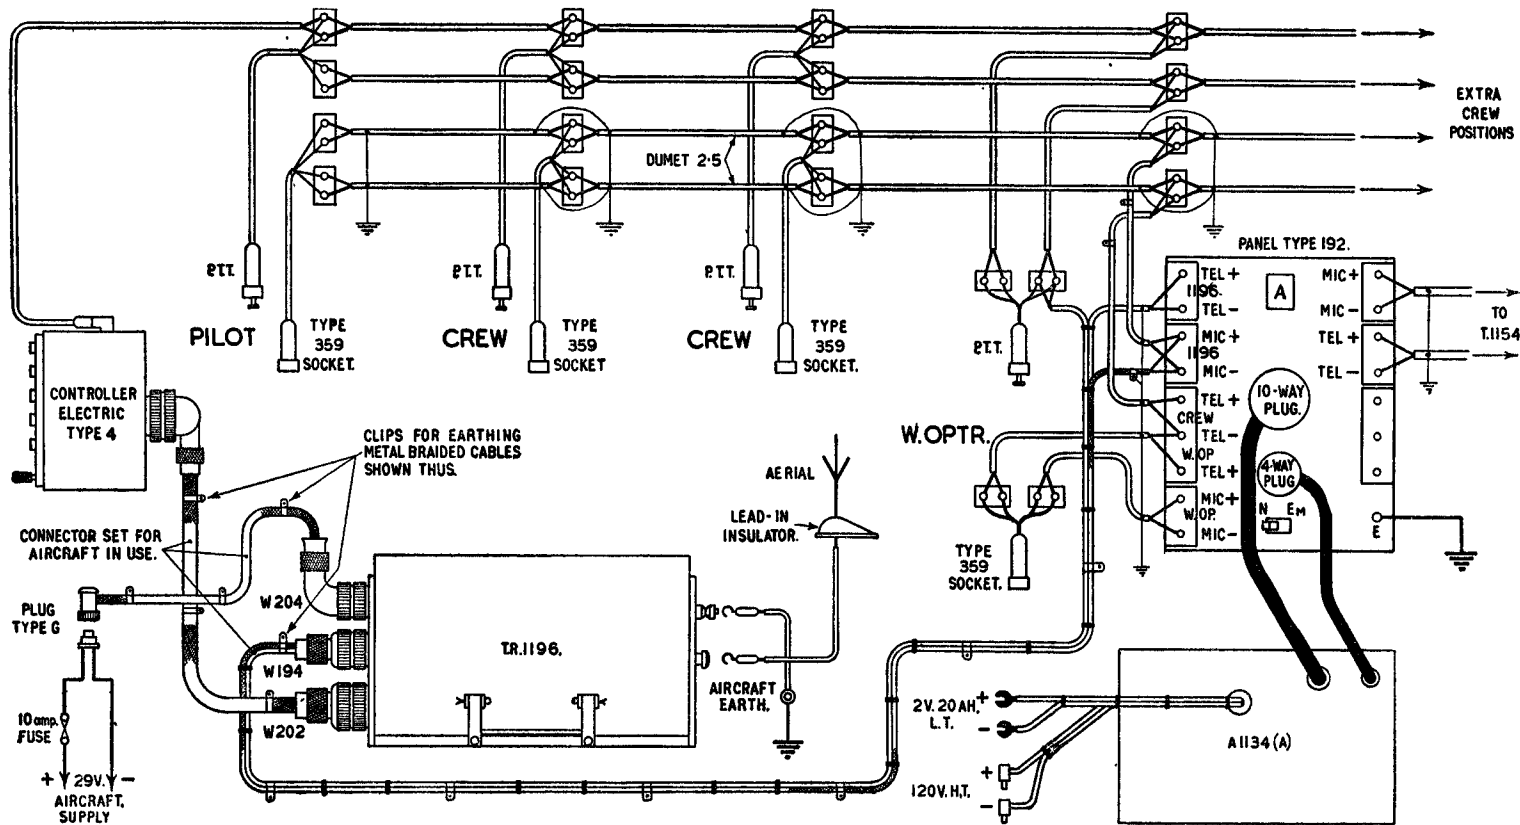 EXTRA
CREW
POSITIONS
DUMET 2·5
PANEL TYPE 192.
P.T.T.
P.T.T.
P.T.T.
P.T.T.
PILOT
TYPE
359
SOCKET.
CREW
TYPE
359
SOCKET
CREW
TYPE
359
SOCKET.
TEL +
1196.
TEL -
MIC +
1196
MIC -
TEL +
CREW
TEL -
W.OP
TEL +
MIC +
W.OP.
MIC -
A
MIC +
MIC -
TEL +
TEL -
TO
T.1154
10-WAY
PLUG.
4-WAY
PLUG
N EM
E
CONTROLLER
ELECTRIC
TYPE 4
CLIPS FOR EARTHING
METAL BRAIDED CABLES
SHOWN THUS.
W.OPTR.
AERIAL
LEAD-IN
INSULATOR.
TYPE
359
SOCKET.
CONNECTOR SET FOR
AIRCRAFT IN USE.
PLUG
TYPE G
W204
W194
W202
T.R.1196.
AIRCRAFT
EARTH.
10 amp.
FUSE
+ 29V. -
AIRCRAFT,
SUPPLY
+
2V. 20 AH,
L.T.
-
+
120V. H.T.
-
A1134 (A)